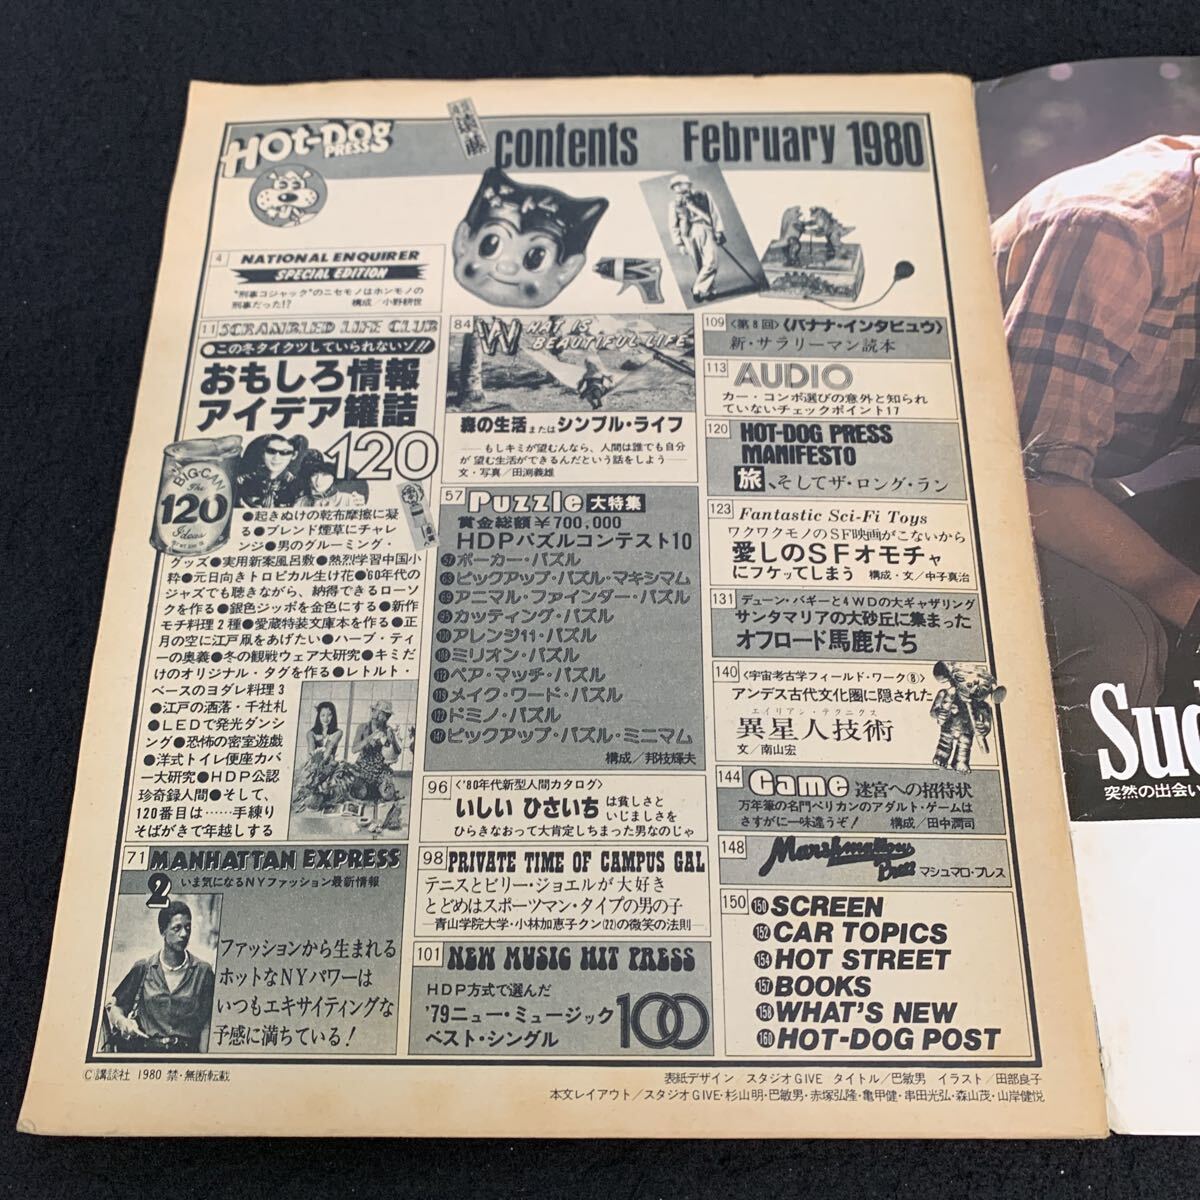 HOT-DOG
PRESS
contents February 1980
4 NATIONAL ENQUIRER
SPECIAL EDITION
"刑事コジャック"のニセモノはホンモノの
刑事だった!? 構成/小野耕世
11 SCRAMBLED LIFE CLUB
●この冬タイクツしていられないゾ!!
おもしろ情報
アイデア罐詰
120
BIG-CAN
The
120
Ideas
●起きぬけの乾布摩擦に凝
る●ブレンド煙草にチャレ
ンジ●男のグルーミング・
グッズ●実用新案風呂敷●熱烈学習中国小
粋●元日向きトロピカル生け花●'60年代の
ジャズでも聴きながら、納得できるローソ
クを作る●銀色ジッポを金色にする●新作
モチ料理2種●愛蔵特装文庫本を作る●正
月の空に江戸凧をあげたい●ハーブ・ティ
ーの奥義●冬の観戦ウェア大研究●キミだ
けのオリジナル・タグを作る●レトルト・
ベースのヨダレ料理3
●江戸の洒落・千社札
●LEDで発光ダンシ
ング●恐怖の密室遊戯
●洋式トイレ便座カバ
ー大研究●HDP公認
珍奇録人間●そして、
120番目は……手練り
そばがきで年越しする
71 MANHATTAN EXPRESS
2 いま気になるNYファッション最新情報
ファッションから生まれる
ホットなNYパワーは
いつもエキサイティングな
予感に満ちている!
84 WHAT IS
BEAUTIFUL LIFE
森の生活またはシンプル・ライフ
——もしキミが望むんなら、人間は誰でも自分
が望む生活ができるんだという話をしよう——
文・写真/田渕義雄
57 Puzzle 大特集
賞金総額¥700,000
HDPパズルコンテスト10
ポーカー・パズル
ピックアップ・パズル・マキシマム
アニマル・ファインダー・パズル
カッティング・パズル
アレンジ11・パズル
ミリオン・パズル
ペア・マッチ・パズル
メイク・ワード・パズル
ドミノ・パズル
ピックアップ・パズル・ミニマム
構成/邦枝輝夫
96 〈'80年代新型人間カタログ〉
いしいひさいちは貧しさと
いじましさを
ひらきなおって大肯定しちまった男なのじゃ
98 PRIVATE TIME OF CAMPUS GAL
テニスとビリー・ジョエルが大好き
とどめはスポーツマン・タイプの男の子
—青山学院大学・小林加恵子クン(22)の微笑の法則—
101 NEW MUSIC HIT PRESS
HDP方式で選んだ
'79ニュー・ミュージック
ベスト・シングル 100
109 〈第8回〉〈バナナ・インタビュウ〉
新・サラリーマン読本
113 AUDIO
カー・コンポ選びの意外と知られ
ていないチェックポイント17
120 HOT-DOG PRESS
MANIFESTO
旅、そしてザ・ロング・ラン
123 Fantastic Sci-Fi Toys
ワクワクモノのSF映画がこないから
愛しのSFオモチャ
にフケッてしまう 構成・文/中子真治
131 デューン・バギーと4WDの大ギャザリング
サンタマリアの大砂丘に集まった
オフロード馬鹿たち
140 〈宇宙考古学フィールド・ワーク⑧〉
アンデス古代文化圏に隠された
エイリアン・テクニクス
異星人技術
文/南山宏
144 Game 迷宮への招待状
万年筆の名門ペリカンのアダルト・ゲームは
さすがに一味違うぞ! 構成/田中潤司
148 Marshmallow
Press マシュマロ・プレス
150 150 SCREEN
152 CAR TOPICS
154 HOT STREET
157 BOOKS
158 WHAT'S NEW
160 HOT-DOG POST
©講談社 1980 禁・無断転載
表紙デザイン/スタジオGIVE タイトル/巴敏男 イラスト/田部良子
本文レイアウト/スタジオGIVE・杉山明・巴敏男・赤塚弘隆・亀甲健・串田光弘・森山茂・山岸健悦
Sud
突然の出会い